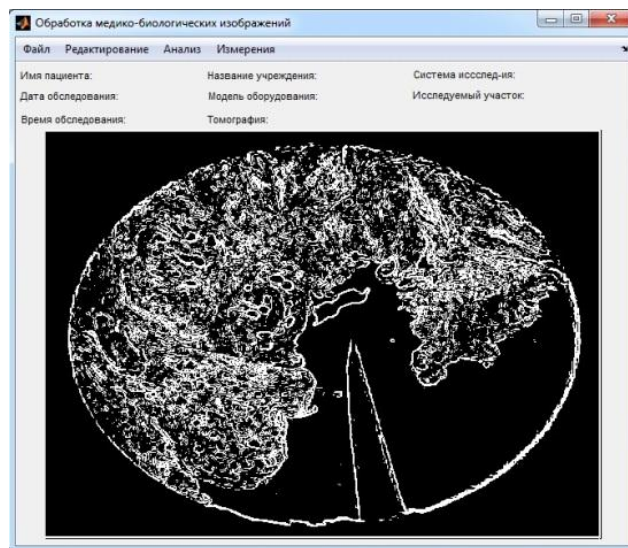 Обработка медико-биологических изображений
Файл Редактирование Анализ Измерения
Имя пациента: Название учреждения: Система иссслед-ия:
Дата обследования: Модель оборудования: Исследуемый участок:
Время обследования: Томография: